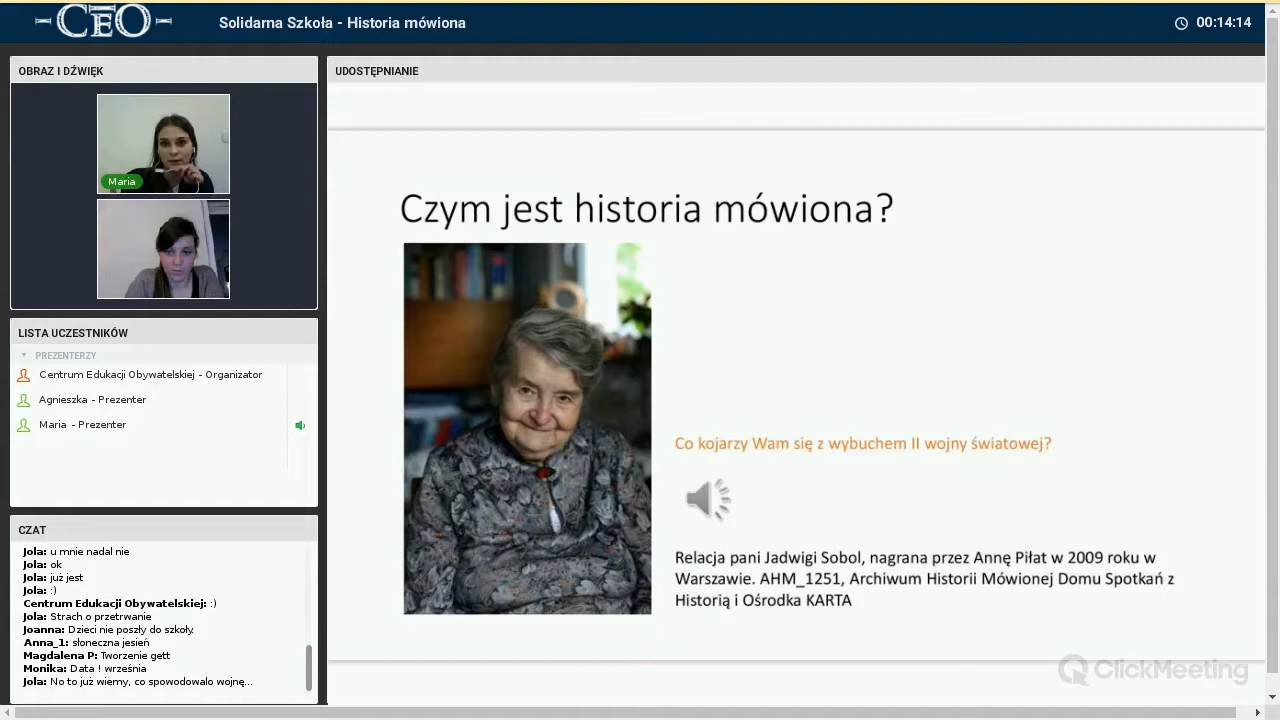 CEO
Solidarna Szkoła - Historia mówiona
00:14:14
OBRAZ I DŹWIĘK
Maria
LISTA UCZESTNIKÓW
PREZENTERZY
Centrum Edukacji Obywatelskiej - Organizator
Agnieszka - Prezenter
Maria - Prezenter
CZAT
Jola: u mnie nadal nie
Jola: ok
Jola: już jest
Jola: :)
Centrum Edukacji Obywatelskiej: :)
Jola: Strach o przetrwanie
Joanna: Dzieci nie poszły do szkoły.
Anna_1: słoneczna jesień
Magdalena P: Tworzenie gett
Monika: Data ! września
Jola: No to już wiemy, co spowodowalo wojnę...
UDOSTĘPNIANIE
Czym jest historia mówiona?
Co kojarzy Wam się z wybuchem II wojny światowej?
Relacja pani Jadwigi Sobol, nagrana przez Annę Piłat w 2009 roku w
Warszawie. AHM_1251, Archiwum Historii Mówionej Domu Spotkań z
Historią i Ośrodka KARTA
ClickMeeting